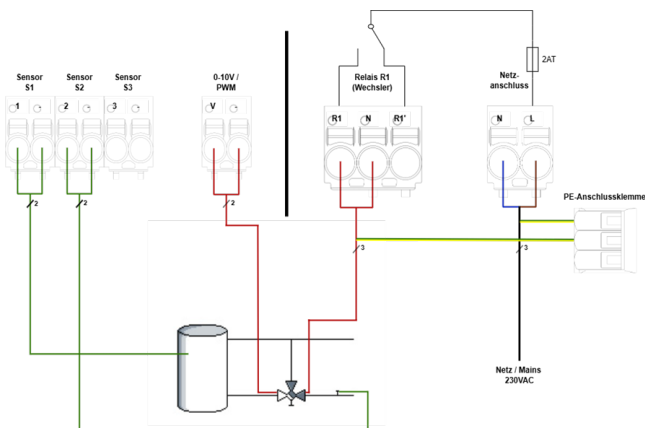 2AT
Sensor
S1
Sensor
S2
Sensor
S3
0-10V /
PWM
Relais R1
(Wechsler)
Netz-
anschluss
1
2
3
V
R1
N
R1'
N
L
PE-Anschlussklemme
2
2
2
3
3
Netz / Mains
230VAC